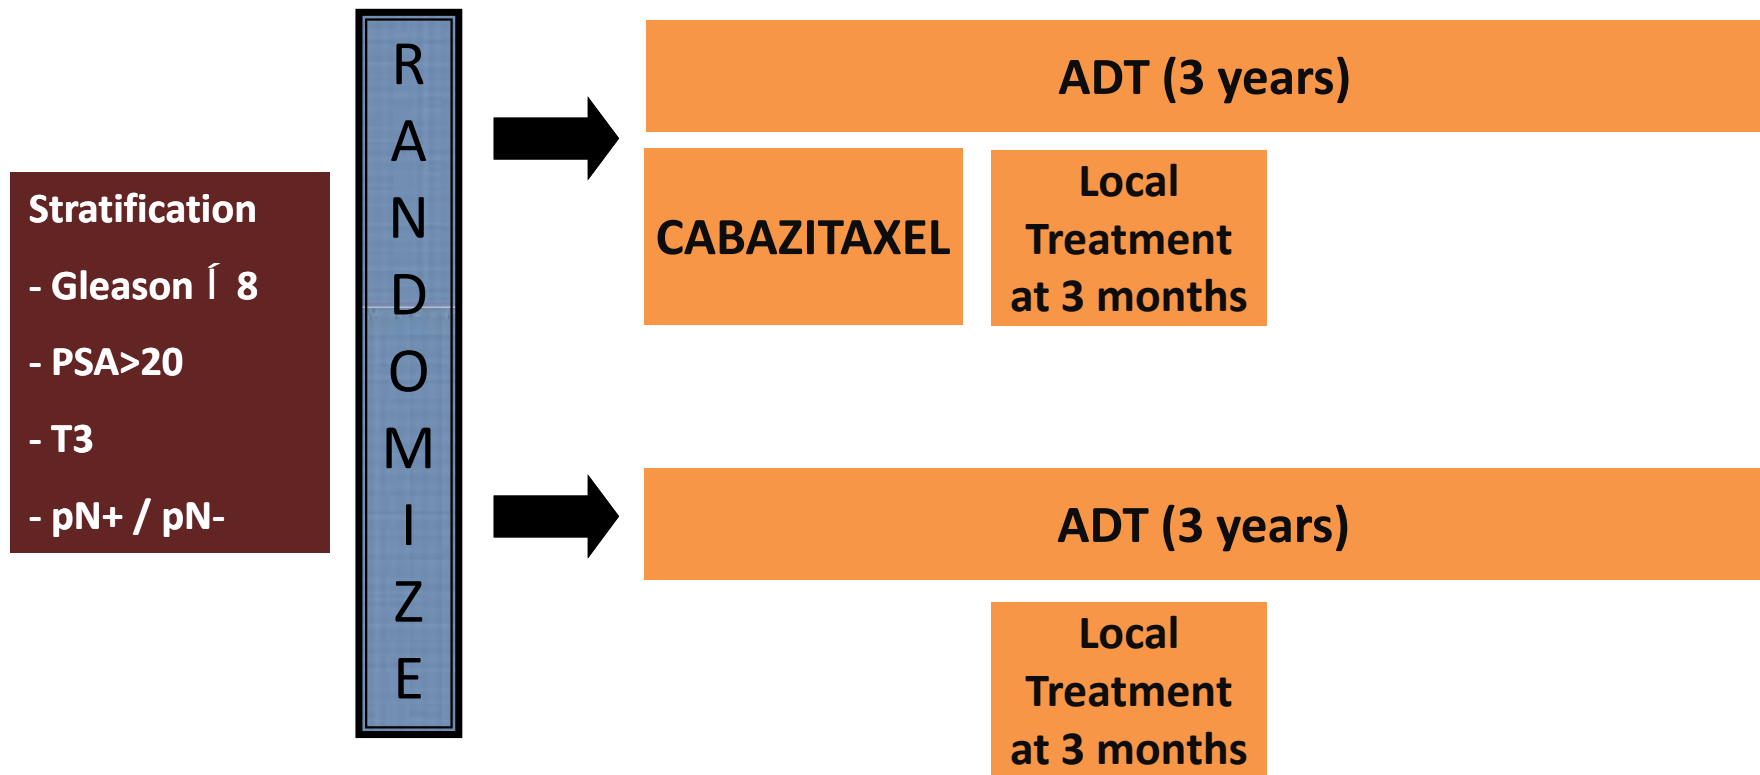 Stratification
- Gleason Í 8
- PSA>20
- T3
- pN+ / pN-
R
A
N
D
O
M
I
Z
E
ADT (3 years)
CABAZITAXEL
Local
Treatment
at 3 months
ADT (3 years)
Local
Treatment
at 3 months